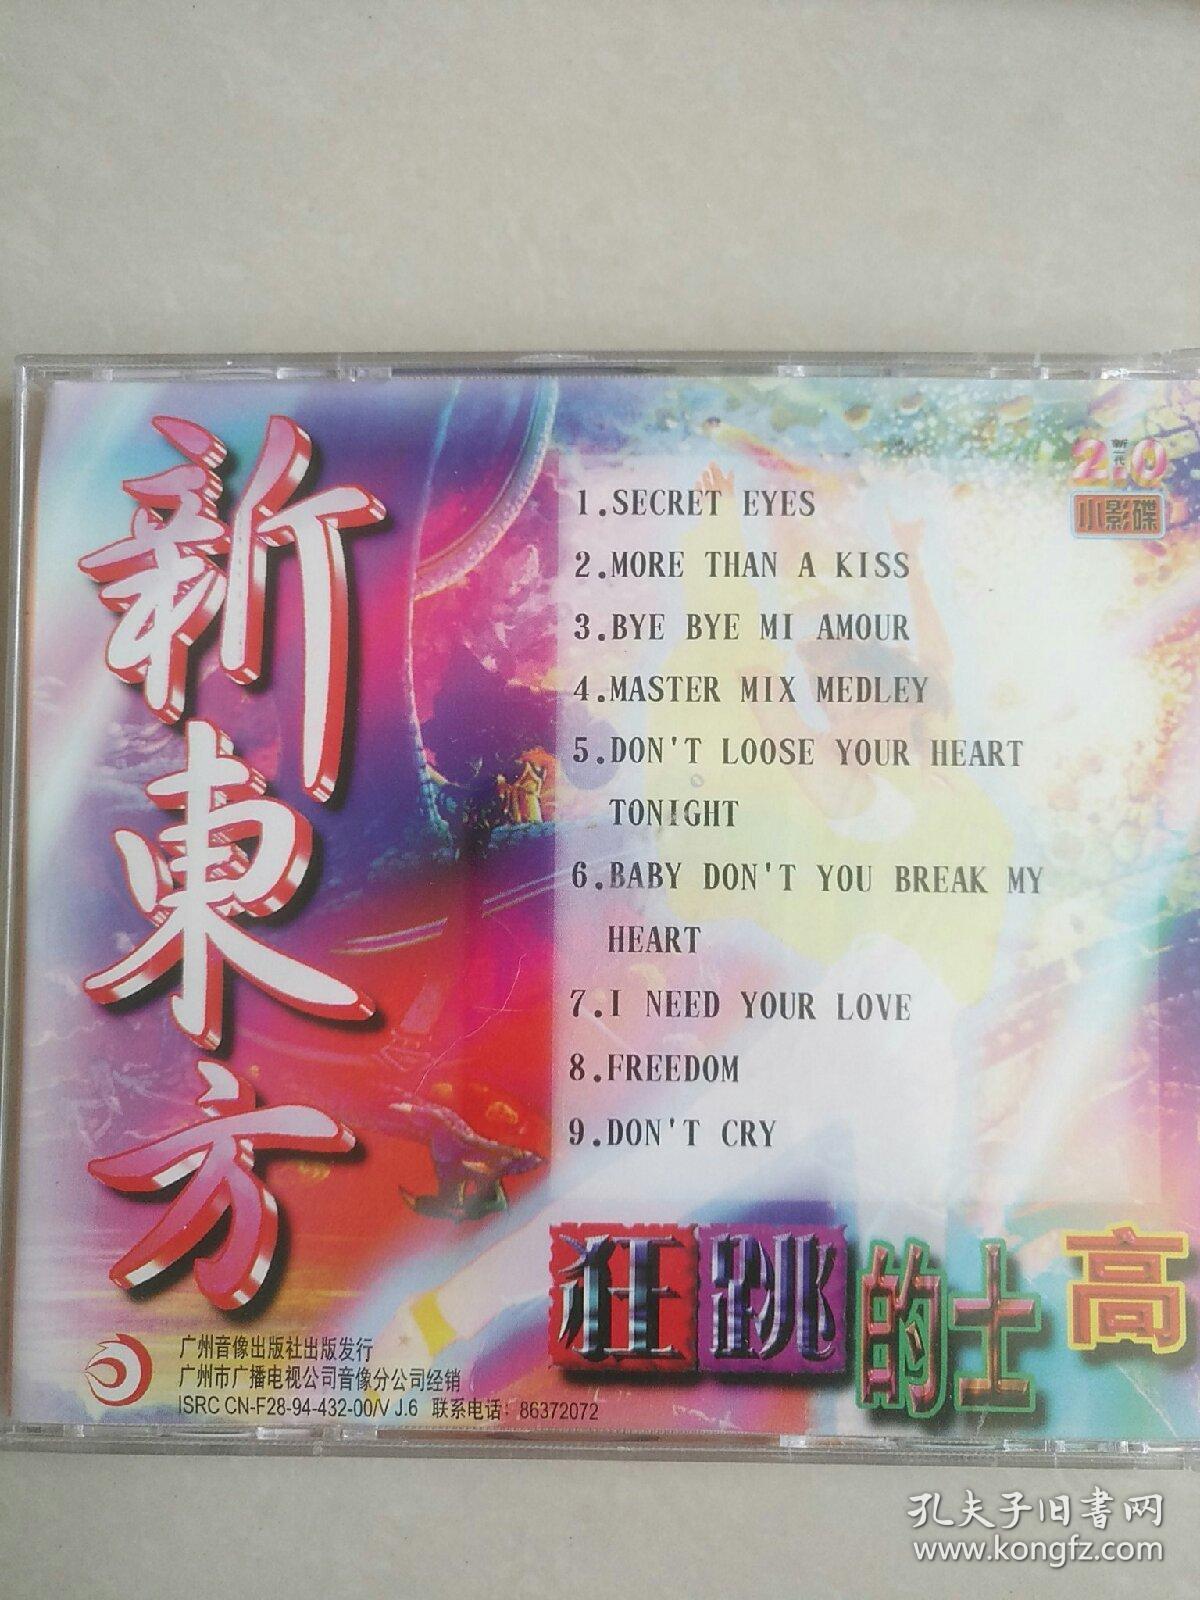 新東方
新一代
2.0
小影碟
1.SECRET EYES
2.MORE THAN A KISS
3.BYE BYE MI AMOUR
4.MASTER MIX MEDLEY
5.DON'T LOOSE YOUR HEART
TONIGHT
6.BABY DON'T YOU BREAK MY
HEART
7.I NEED YOUR LOVE
8.FREEDOM
9.DON'T CRY
狂跳的士高
广州音像出版社出版发行
广州市广播电视公司音像分公司经销
ISRC CN-F28-94-432-00/V J.6 联系电话：86372072
孔夫子旧书网
www.kongfz.com